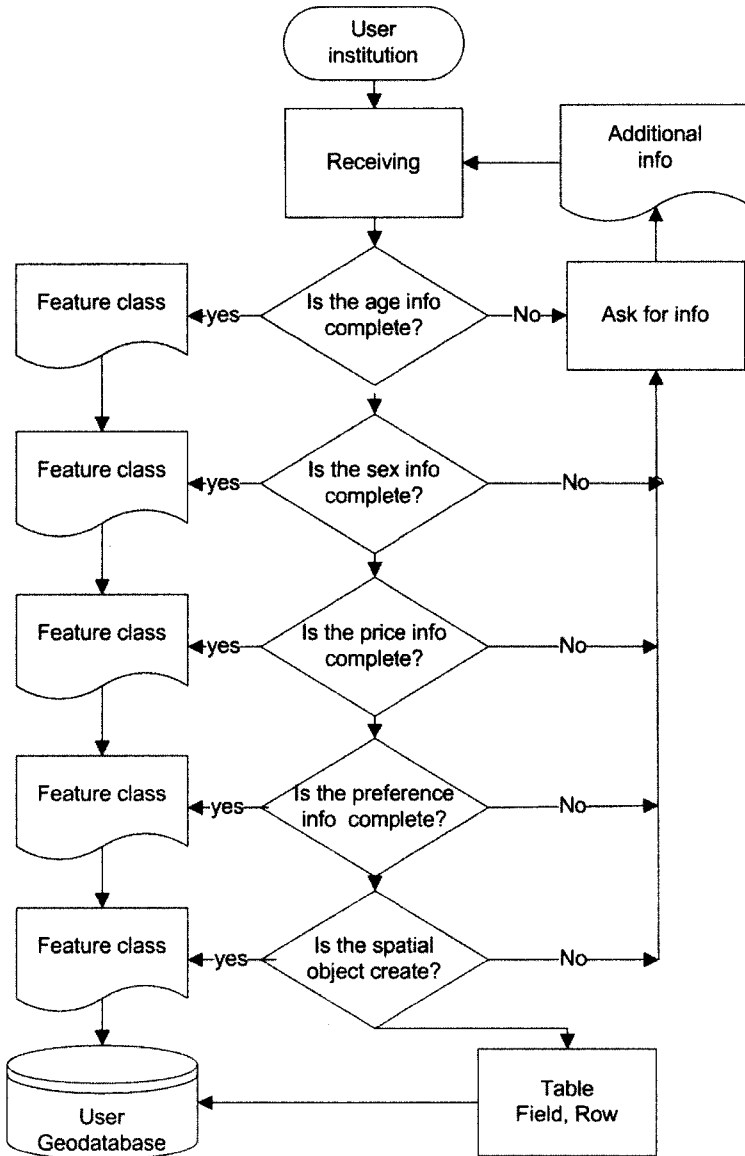 User
institution
Receiving
Additional
info
Feature class
yes
Is the age info
complete?
No
Ask for info
Feature class
yes
Is the sex info
complete?
No
Feature class
yes
Is the price info
complete?
No
Feature class
yes
Is the preference
info complete?
No
Feature class
yes
Is the spatial
object create?
No
User
Geodatabase
Table
Field, Row